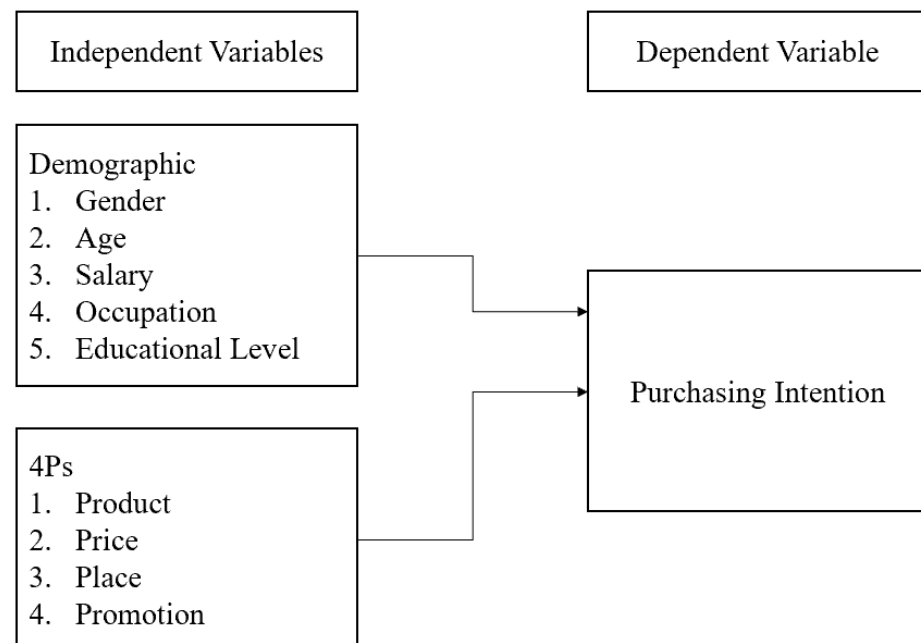 Independent Variables
Dependent Variable
Demographic
1. Gender
2. Age
3. Salary
4. Occupation
5. Educational Level
Purchasing Intention
4Ps
1. Product
2. Price
3. Place
4. Promotion